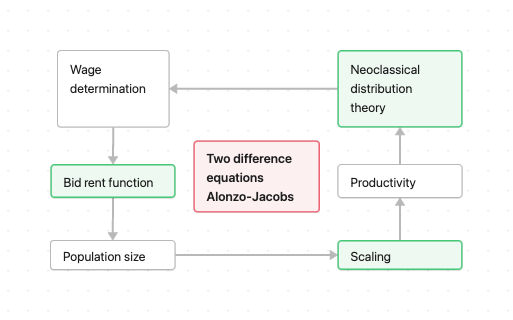 Wage
determination
Neoclassical
distribution
theory
Two difference
equations
Alonzo-Jacobs
Bid rent function
Productivity
Population size
Scaling